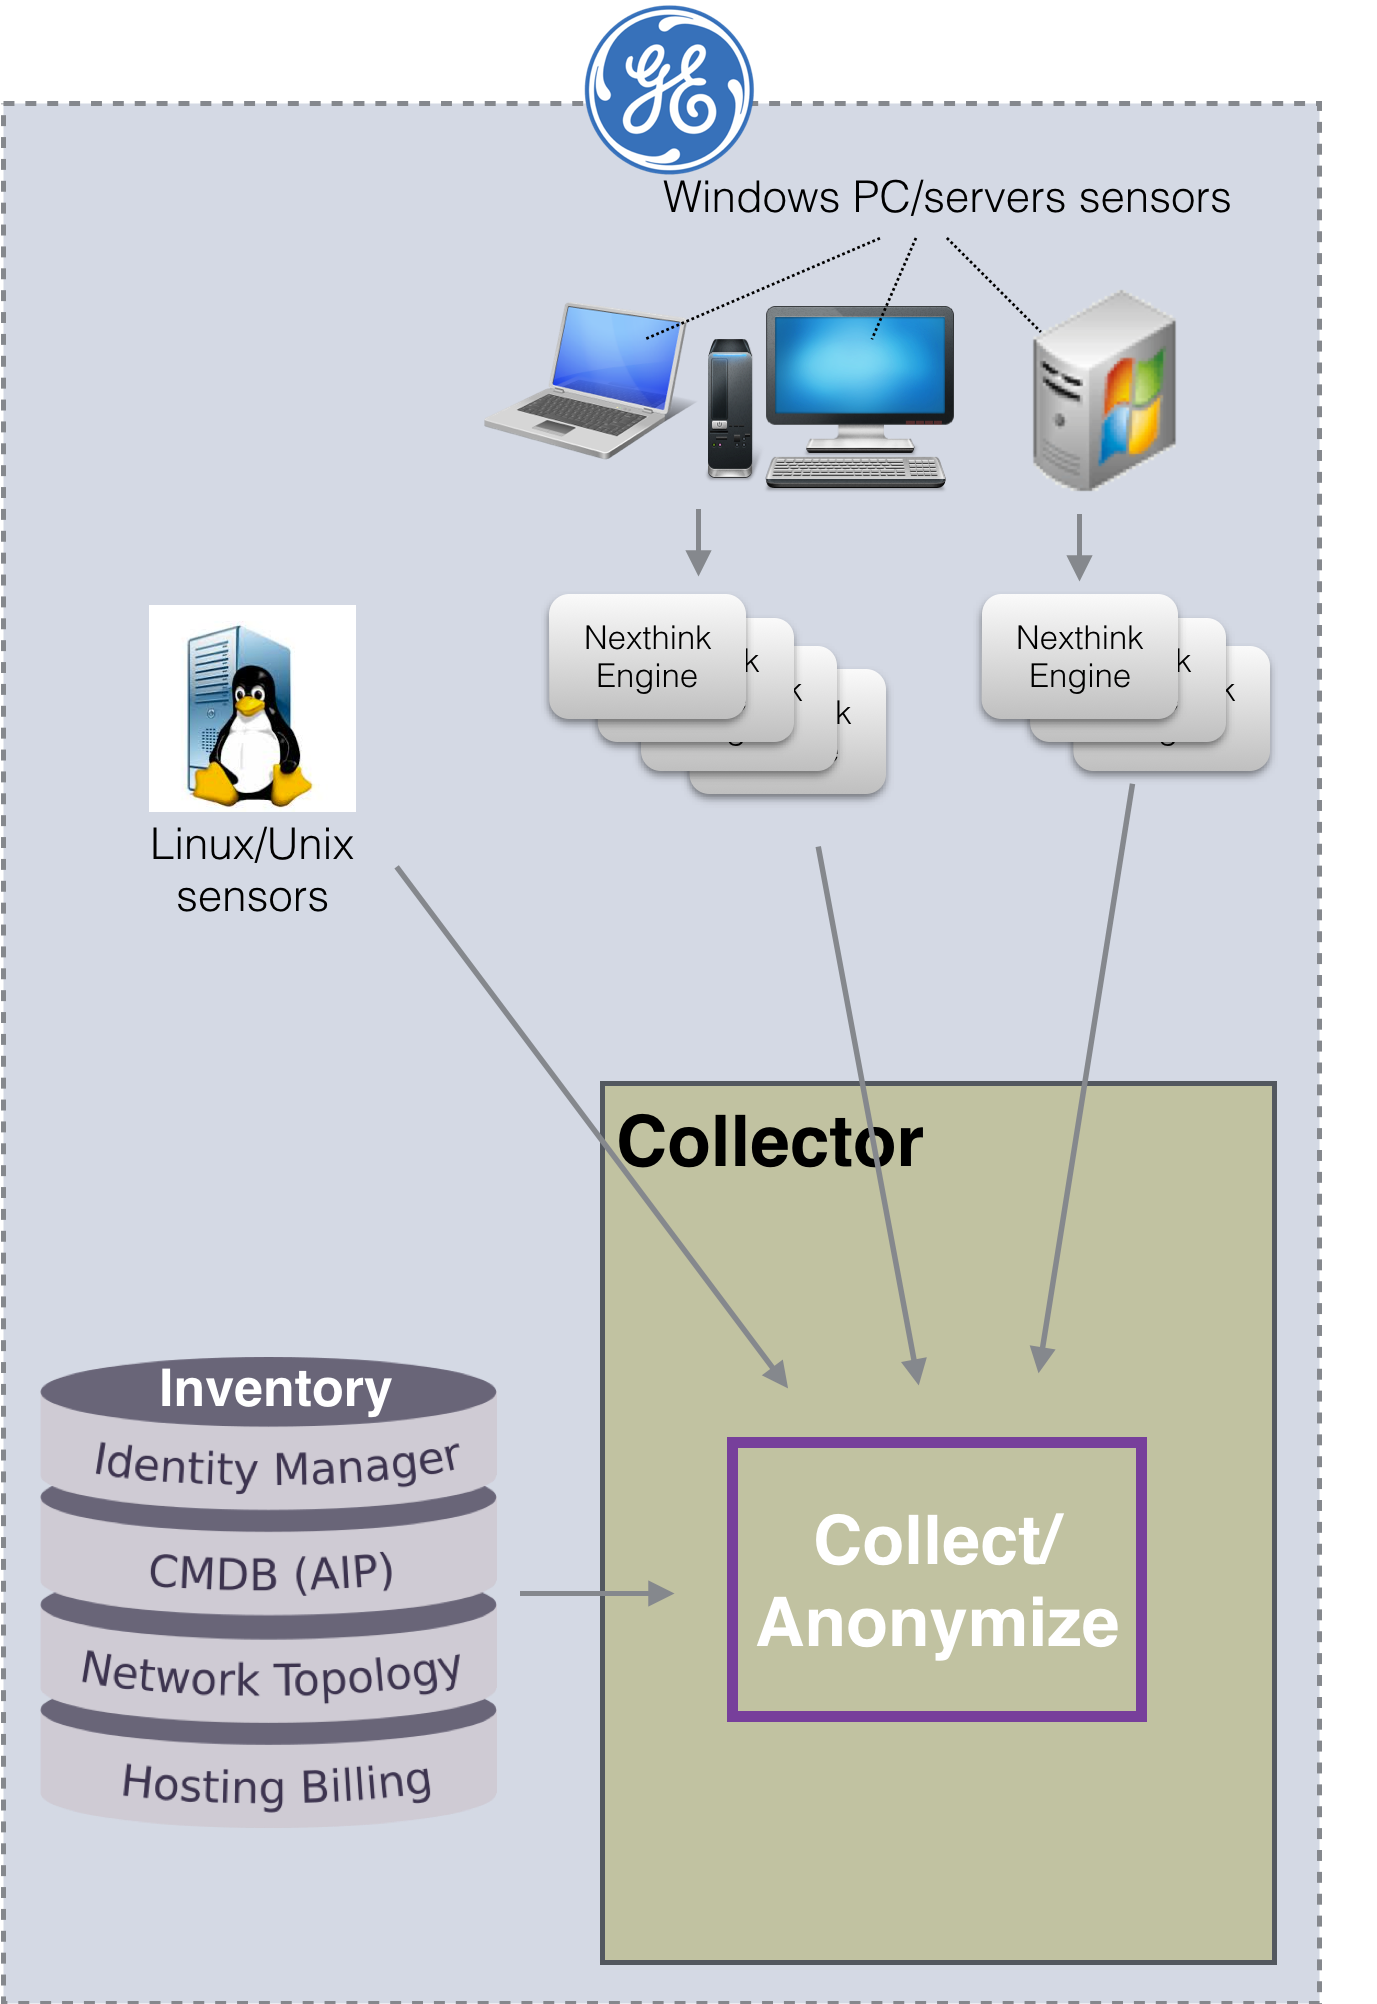 GE
Windows PC/servers sensors
Nexthink
Engine
k
k
k
Nexthink
Engine
k
k
Linux/Unix
sensors
Collector
Inventory
Identity Manager
CMDB (AIP)
Network Topology
Hosting Billing
Collect/
Anonymize